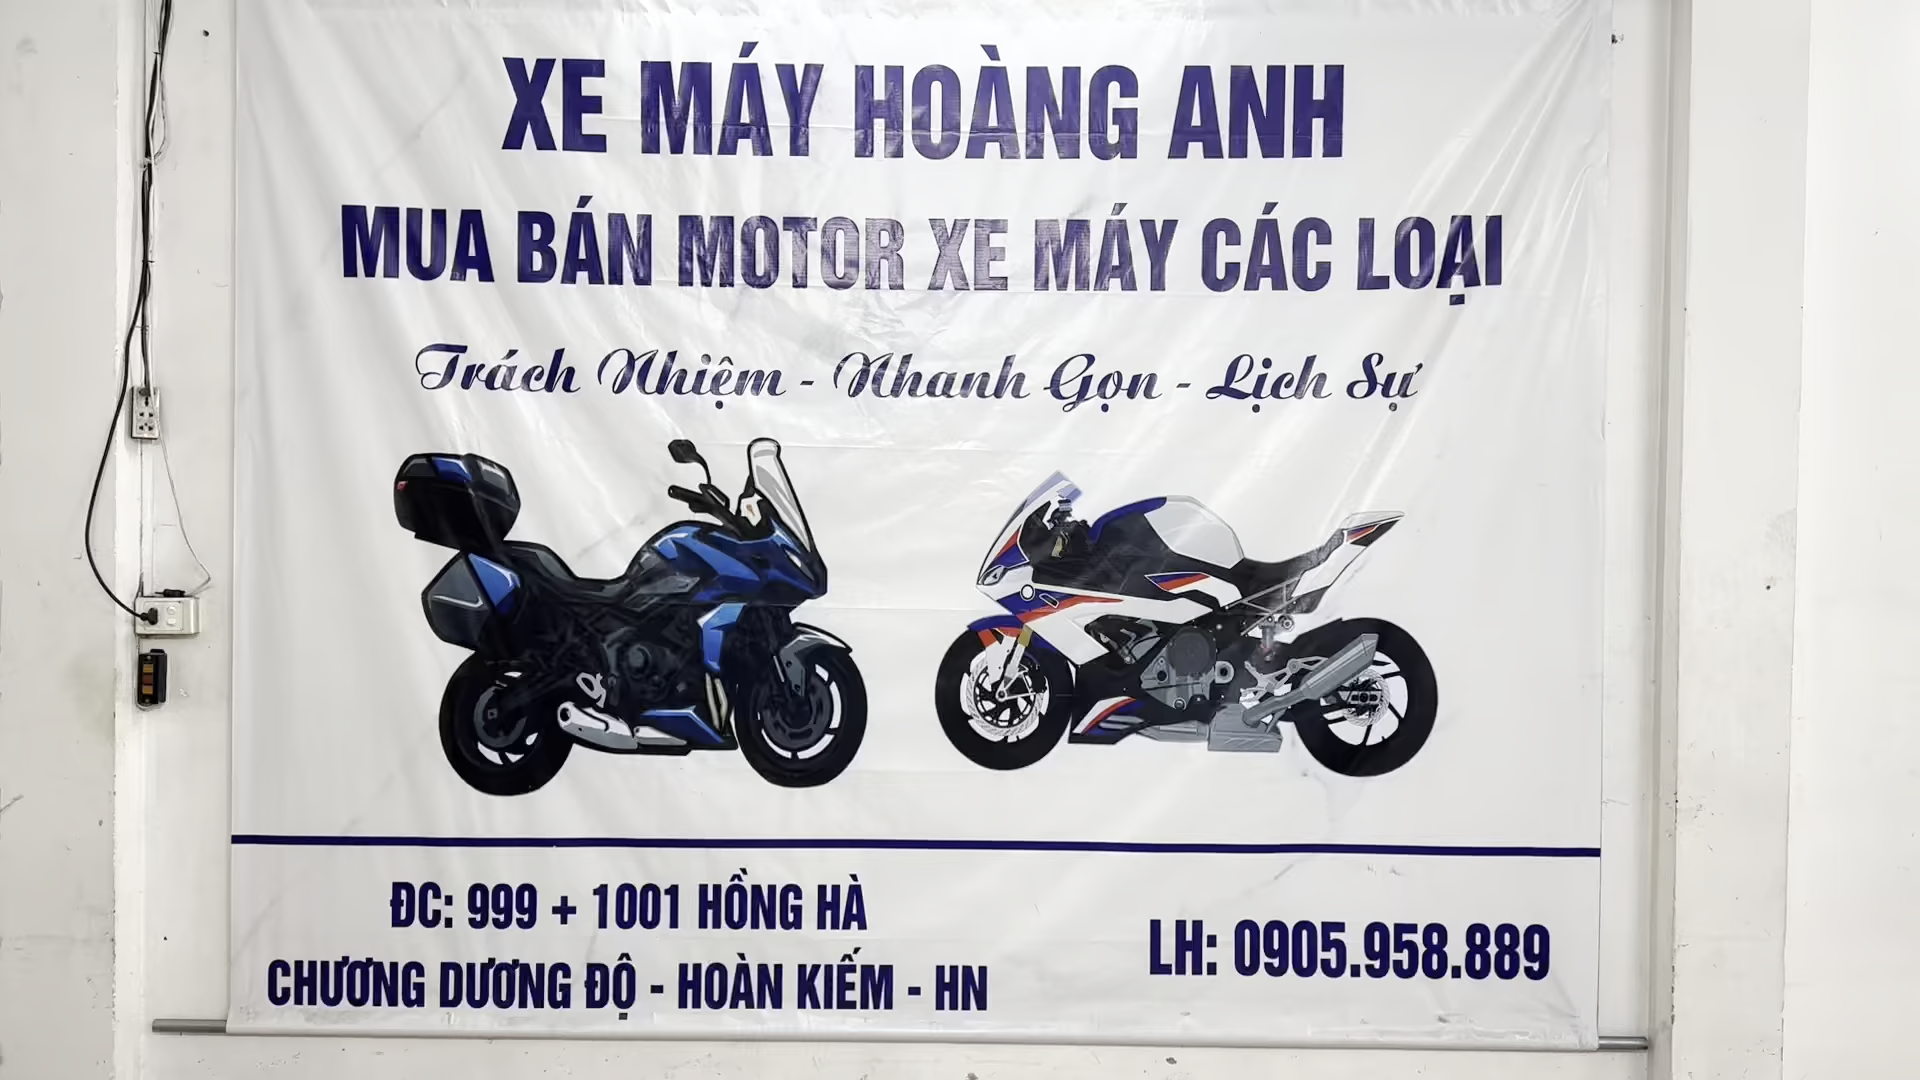 XE MÁY HOÀNG ANH
MUA BÁN MOTOR XE MÁY CÁC LOẠI
Trách Nhiệm - Nhanh Gọn - Lịch Sự
ĐC: 999 + 1001 HỒNG HÀ
CHƯƠNG DƯƠNG ĐỘ - HOÀN KIẾM - HN
LH: 0905.958.889